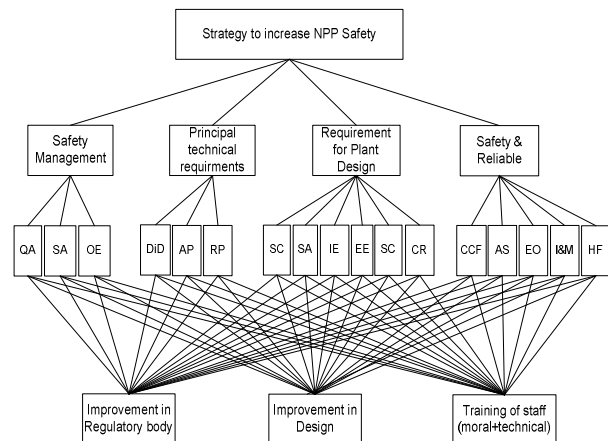 Strategy to increase NPP Safety
Safety
Management
Principal
technical
requirments
Requirement
for Plant
Design
Safety &
Reliable
QA
SA
OE
DiD
AP
RP
SC
SA
IE
EE
SC
CR
CCF
AS
EO
I&M
HF
Improvement in
Regulatory body
Improvement in
Design
Training of staff
(moral+technical)